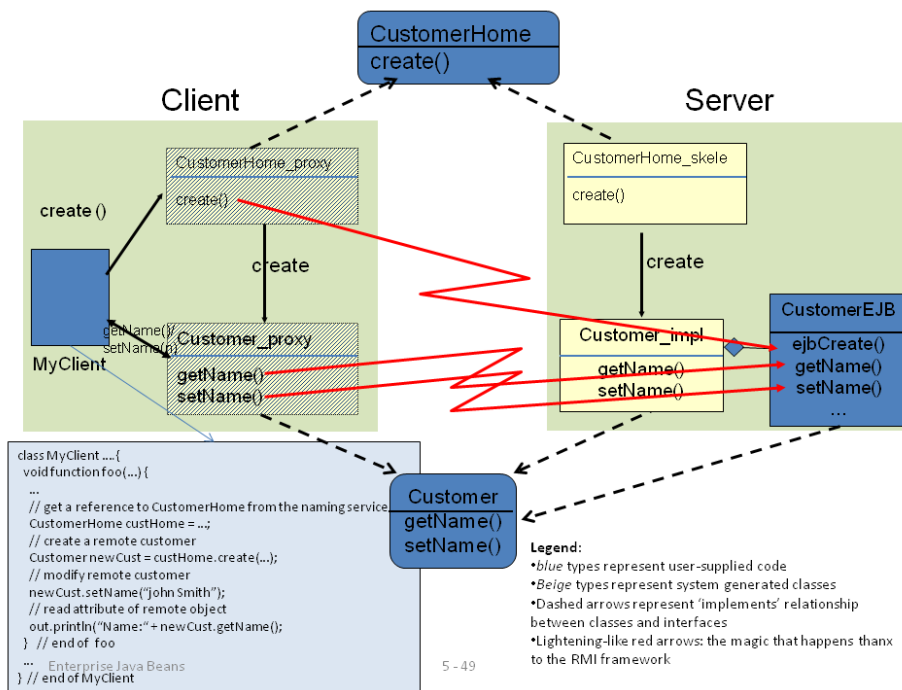 CustomerHome
create()
Client
Server
CustomerHome_proxy
create()
CustomerHome_skele
create()
create ()
create
create
CustomerEJB
ejbCreate()
getName()
setName()
...
getName()/
setName(n)
MyClient
Customer_proxy
getName()
setName()
Customer_impl
getName()
setName()
class MyClient ....{
void function foo(...) {
...
// get a reference to CustomerHome from the naming service
CustomerHome custHome = ...;
// create a remote customer
Customer newCust = custHome.create(...);
// modify remote customer
newCust.setName(“john Smith”);
// read attribute of remote object
out.println(“Name:“ + newCust.getName();
} // end of foo
...
} // end of MyClient
Customer
getName()
setName()
Legend:
•blue types represent user-supplied code
•Beige types represent system generated classes
•Dashed arrows represent ‘implements’ relationship
between classes and interfaces
•Lightening-like red arrows: the magic that happens thanx
to the RMI framework
Enterprise Java Beans
5 - 49